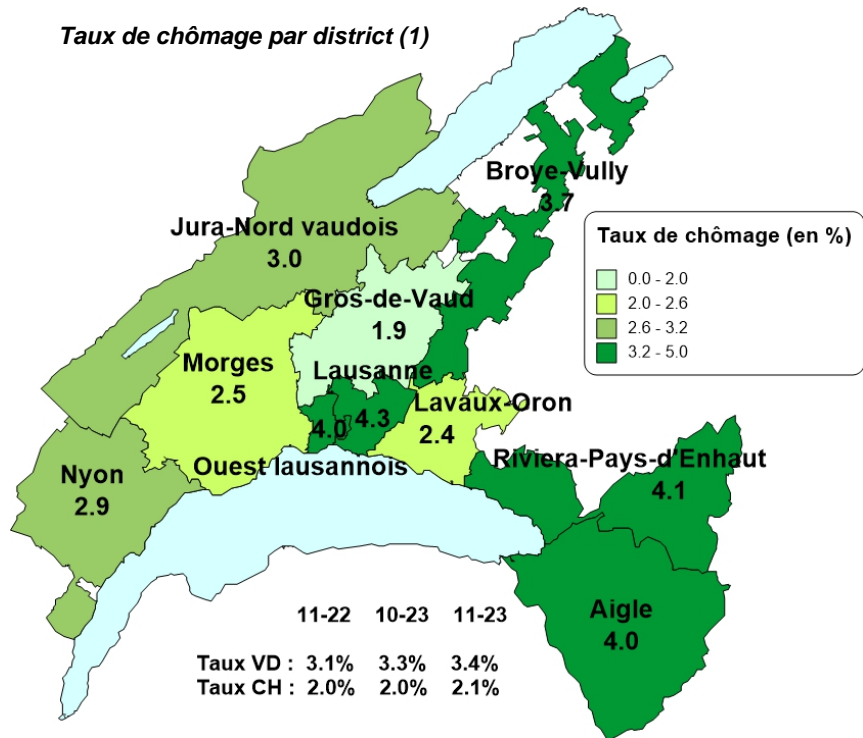 Taux de chômage par district (1)
Broye-Vully
3.7
Jura-Nord vaudois
3.0
Taux de chômage (en %)
0.0 - 2.0
2.0 - 2.6
2.6 - 3.2
3.2 - 5.0
Gros-de-Vaud
1.9
Morges
2.5
Lausanne
4.3
4.0
Lavaux-Oron
2.4
Ouest lausannois
Riviera-Pays-d'Enhaut
4.1
Nyon
2.9
Aigle
4.0
11-22 10-23 11-23
Taux VD : 3.1% 3.3% 3.4%
Taux CH : 2.0% 2.0% 2.1%